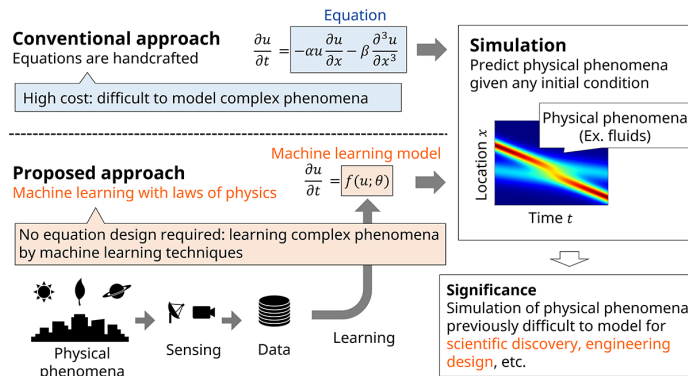 Equation
Conventional approach
Equations are handcrafted
∂u/∂t = −αu ∂u/∂x − β ∂³u/∂x³
High cost: difficult to model complex phenomena
Simulation
Predict physical phenomena
given any initial condition
Physical phenomena
(Ex. fluids)
Location x
Time t
Machine learning model
Proposed approach
Machine learning with laws of physics
∂u/∂t = f(u; θ)
No equation design required: learning complex phenomena
by machine learning techniques
Physical
phenomena
Sensing
Data
Learning
Significance
Simulation of physical phenomena
previously difficult to model for
scientific discovery, engineering
design, etc.